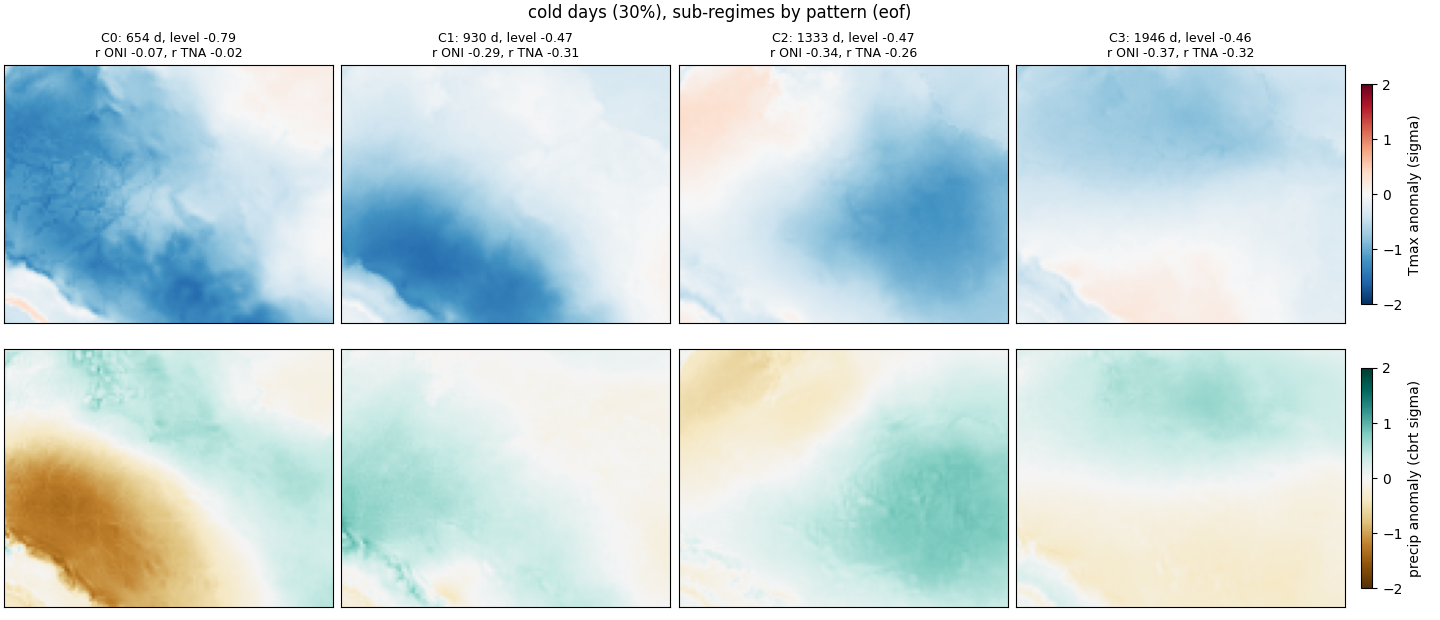 cold days (30%), sub-regimes by pattern (eof)
C0: 654 d, level -0.79
r ONI -0.07, r TNA -0.02
C1: 930 d, level -0.47
r ONI -0.29, r TNA -0.31
C2: 1333 d, level -0.47
r ONI -0.34, r TNA -0.26
C3: 1946 d, level -0.46
r ONI -0.37, r TNA -0.32
2
1
0
−1
−2
Tmax anomaly (sigma)
2
1
0
−1
−2
precip anomaly (cbrt sigma)